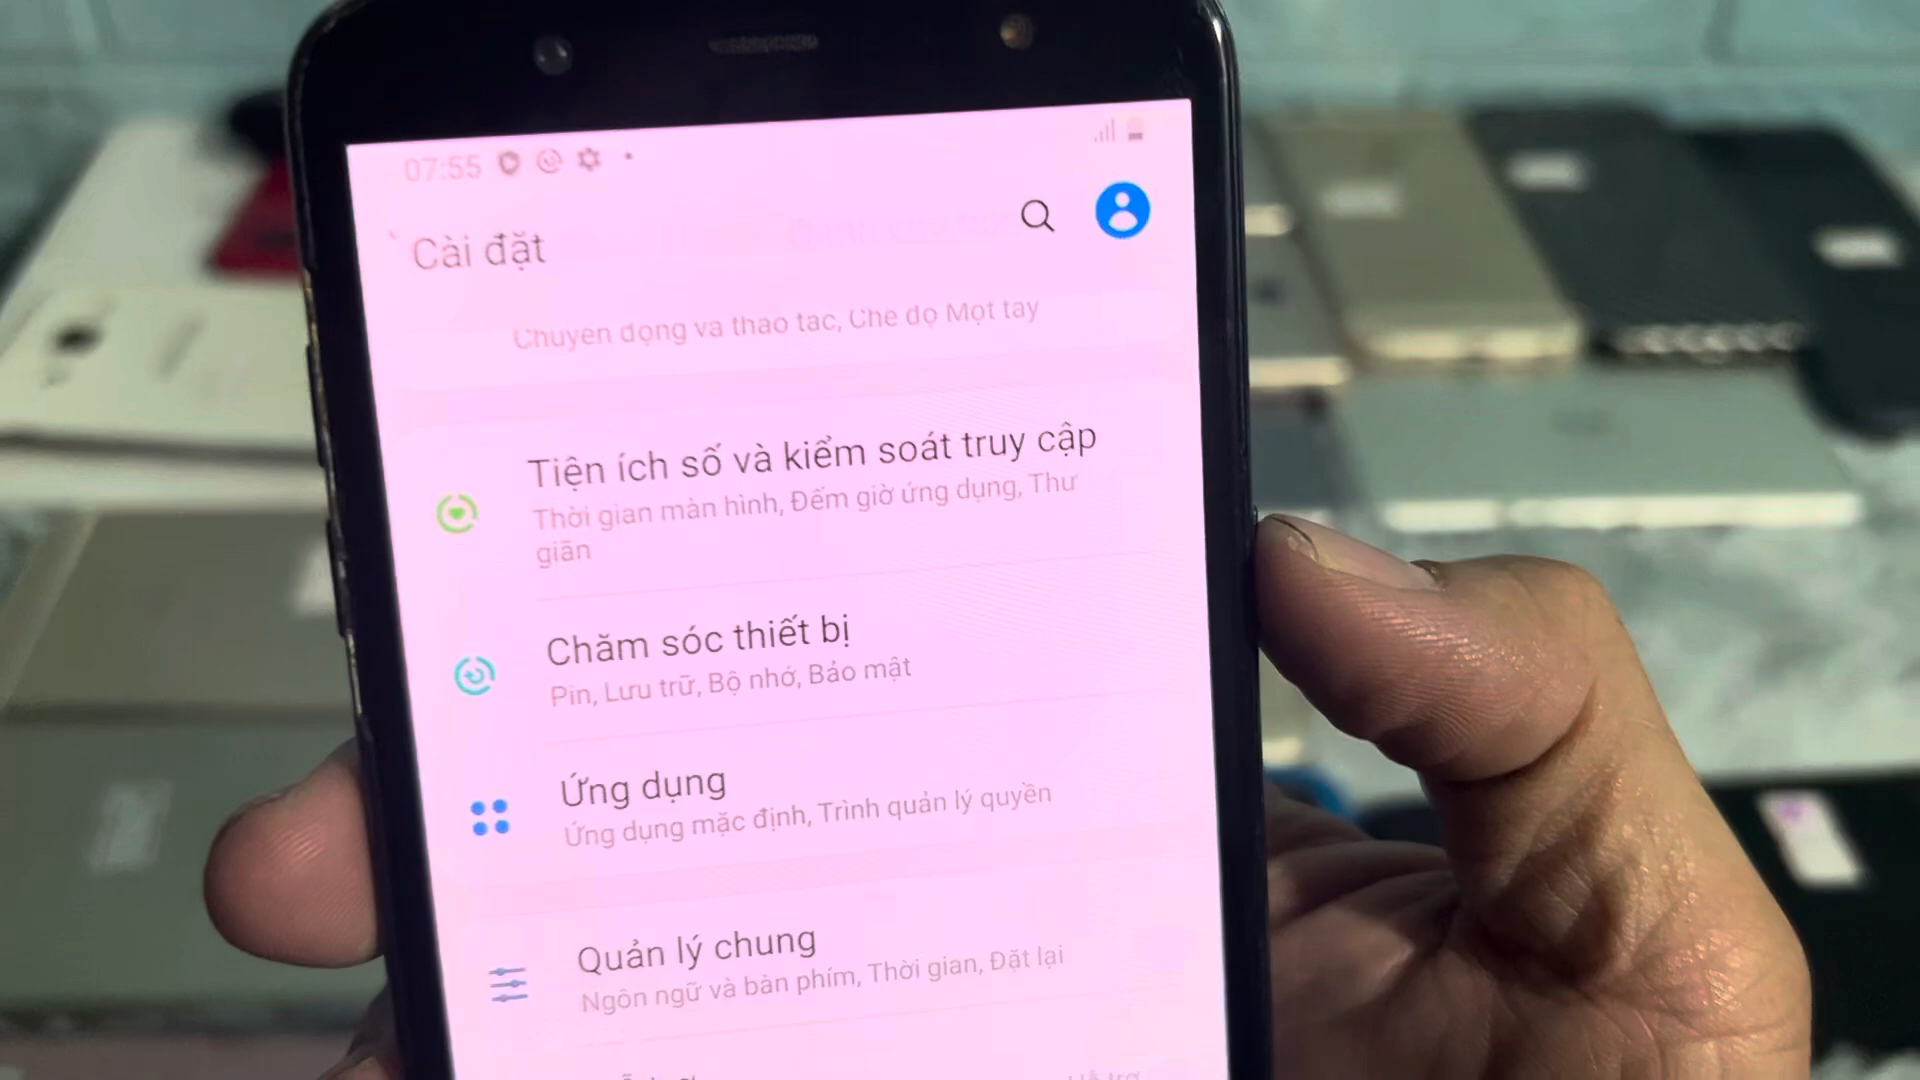 07:55
Cài đặt
Chuyển động và thao tác, Chế độ Một tay
Tiện ích số và kiểm soát truy cập
Thời gian màn hình, Đếm giờ ứng dụng, Thư
giãn
Chăm sóc thiết bị
Pin, Lưu trữ, Bộ nhớ, Bảo mật
Ứng dụng
Ứng dụng mặc định, Trình quản lý quyền
Quản lý chung
Ngôn ngữ và bàn phím, Thời gian, Đặt lại